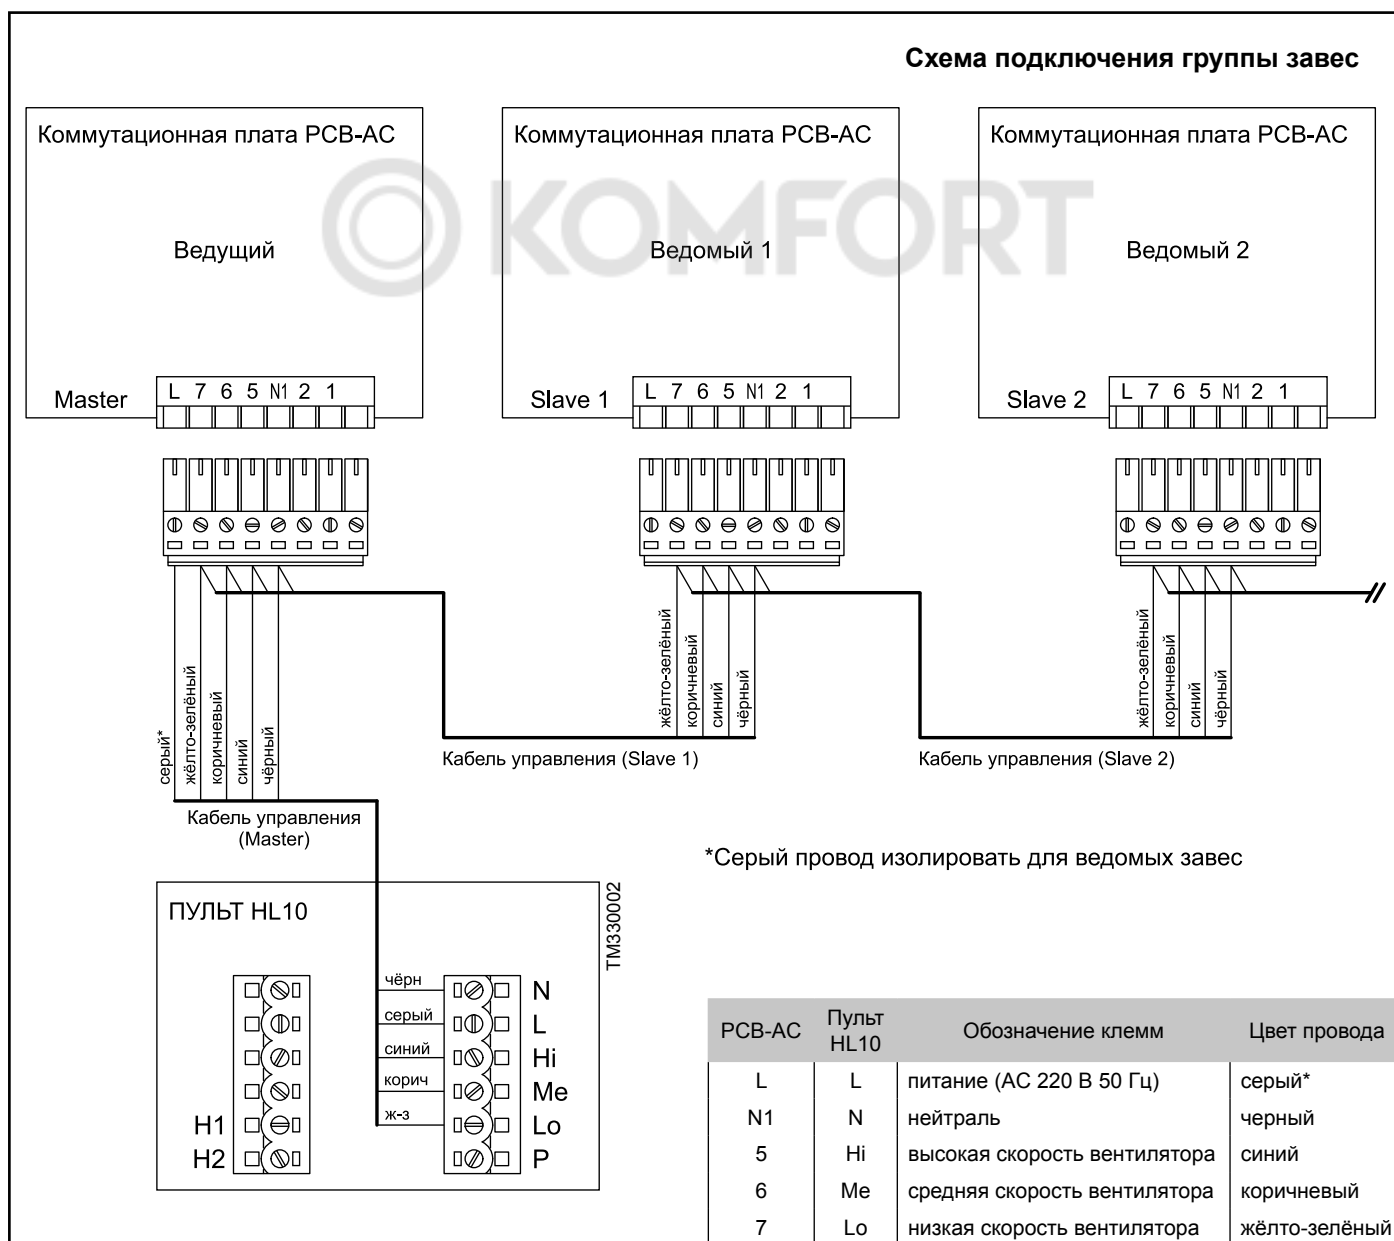 Схема подключения группы завес
Коммутационная плата PCB-AC
Ведущий
Master
L 7 6 5 N1 2 1
Коммутационная плата PCB-AC
Ведомый 1
Slave 1
L 7 6 5 N1 2 1
Коммутационная плата PCB-AC
Ведомый 2
Slave 2
L 7 6 5 N1 2 1
KOMFORT
серый*
жёлто-зелёный
коричневый
синий
чёрный
Кабель управления
(Master)
жёлто-зелёный
коричневый
синий
чёрный
Кабель управления (Slave 1)
жёлто-зелёный
коричневый
синий
чёрный
Кабель управления (Slave 2)
*Серый провод изолировать для ведомых завес
ПУЛЬТ HL10
TM330002
H1
H2
чёрн
серый
синий
корич
ж-з
N
L
Hi
Me
Lo
P
PCB-AC Пульт HL10 Обозначение клемм Цвет провода
L L питание (АС 220 В 50 Гц) серый*
N1 N нейтраль черный
5 Hi высокая скорость вентилятора синий
6 Me средняя скорость вентилятора коричневый
7 Lo низкая скорость вентилятора жёлто-зелёный